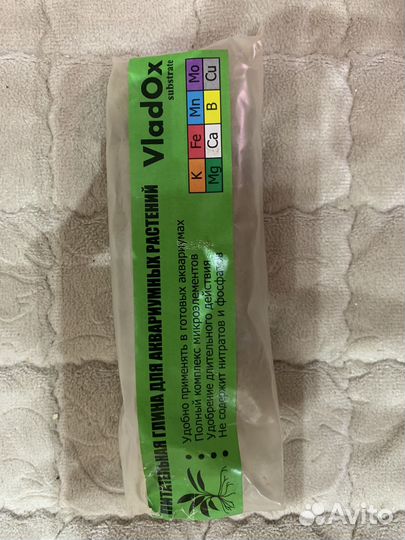 ПИТАТЕЛЬНАЯ ГЛИНА ДЛЯ АКВАРИУМНЫХ РАСТЕНИЙ
VladOx
substrate
K Fe Mn Mo
Mg Ca B Cu
• Удобно применять в готовых аквариумах
• Полный комплекс микроэлементов
• Удобрение длительного действия
• Не содержит нитратов и фосфатов
Avito